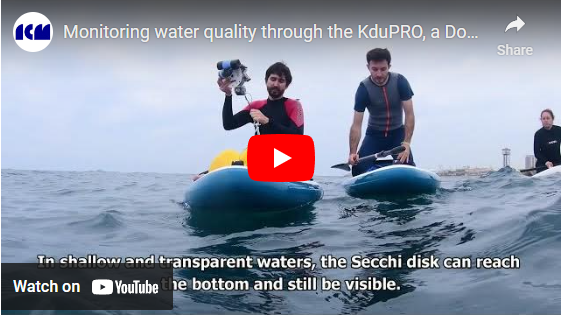 ICM
Monitoring water quality through the KduPRO, a Do...
Share
In shallow and transparent waters, the Secchi disk can reach
the bottom and still be visible.
Watch on YouTube